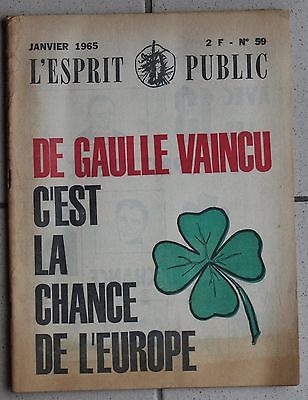 JANVIER 1965 2 F - N° 59
L'ESPRIT PUBLIC
DE GAULLE VAINCU
C'EST
LA
CHANCE
DE L'EUROPE